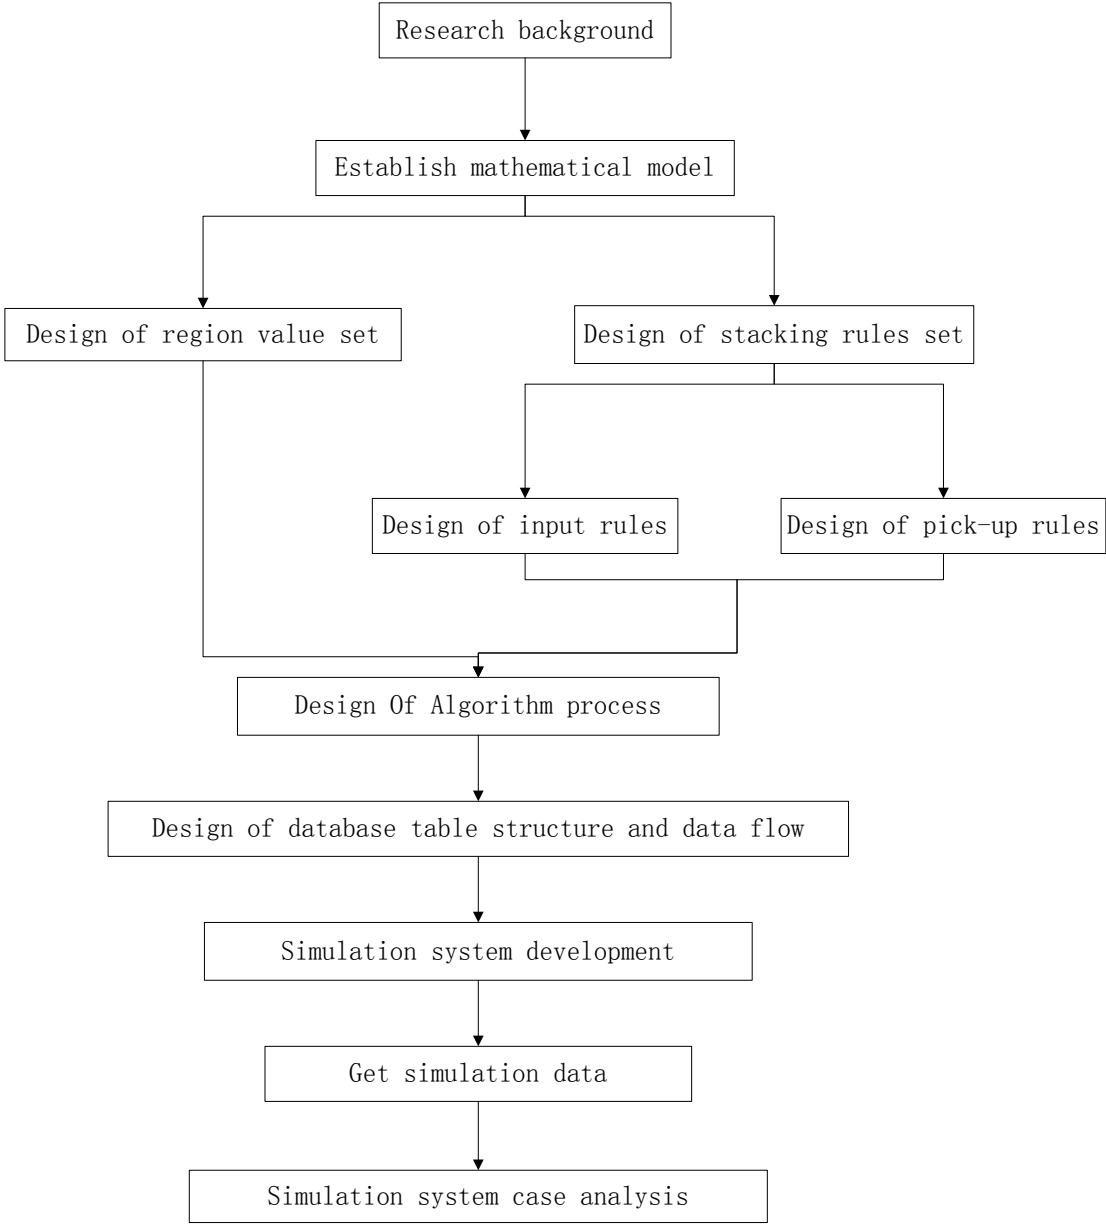 Research background
Establish mathematical model
Design of region value set
Design of stacking rules set
Design of input rules
Design of pick-up rules
Design Of Algorithm process
Design of database table structure and data flow
Simulation system development
Get simulation data
Simulation system case analysis